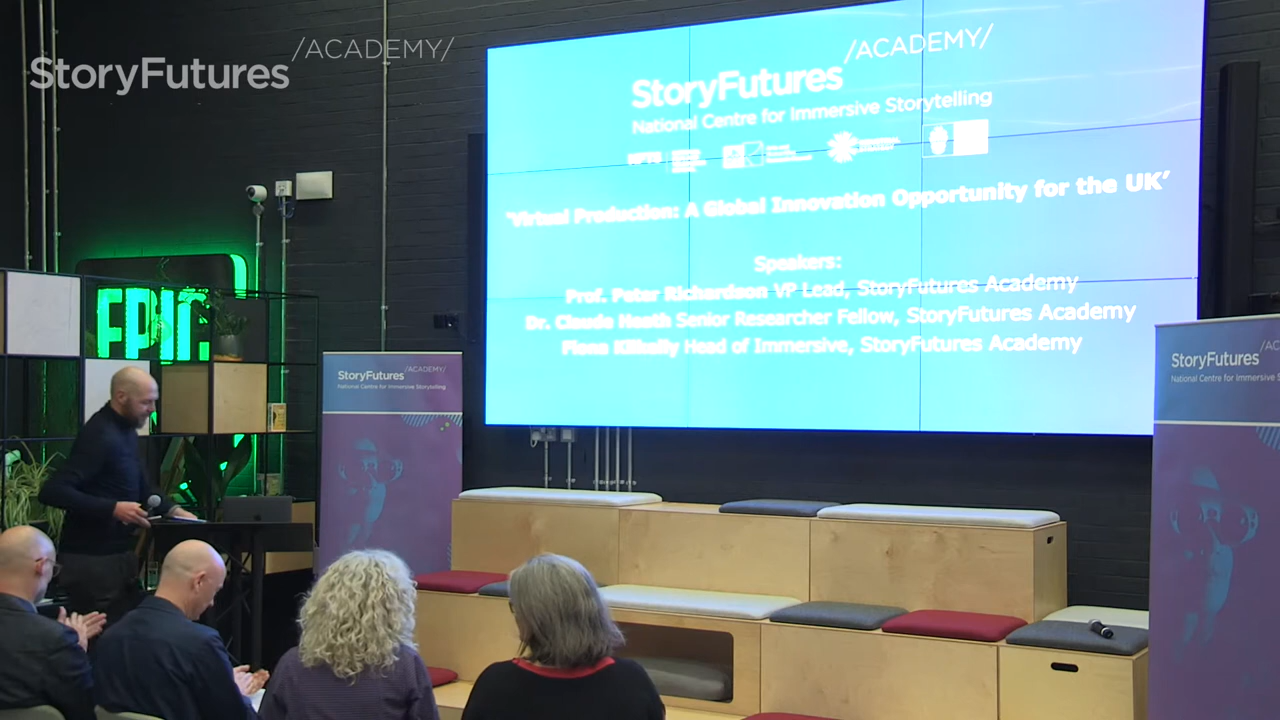 StoryFutures /ACADEMY/
/ACADEMY/
StoryFutures
National Centre for Immersive Storytelling
'Virtual Production: A Global Innovation Opportunity for the UK'
Speakers:
Prof. Peter Richardson VP Lead, StoryFutures Academy
Dr. Claude Heath Senior Researcher Fellow, StoryFutures Academy
Fiona Kilkelly Head of Immersive, StoryFutures Academy
EPIC
StoryFutures /ACADEMY/
National Centre for Immersive Storytelling
StoryFutures
National Centre for Immersive